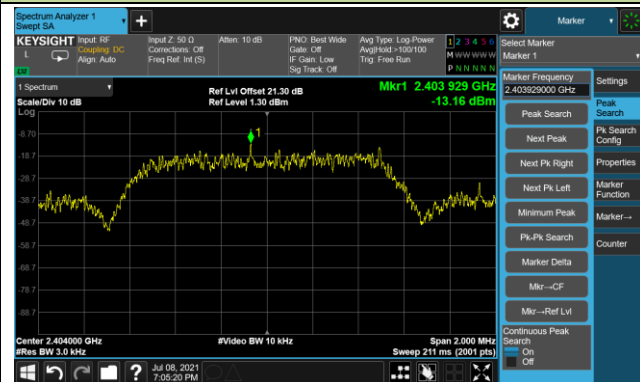 Spectrum Analyzer 1
Swept SA
Marker
KEYSIGHT
L
Input: RF
Coupling: DC
Align: Auto
Input Z: 50 Ω
Corrections: Off
Freq Ref: Int (S)
Atten: 10 dB
PNO: Best Wide
Gate: Off
IF Gain: Low
Sig Track: Off
Avg Type: Log-Power
Avg|Hold:>100/100
Trig: Free Run
1 2 3 4 5 6
M W W W W W
P N N N N N
Select Marker
Marker 1
1 Spectrum
Scale/Div 10 dB
Log
Ref Lvl Offset 21.30 dB
Ref Level 1.30 dBm
Mkr1 2.403 929 GHz
-13.16 dBm
1
-8.70
-18.7
-28.7
-38.7
-48.7
-58.7
-68.7
-78.7
-88.7
Center 2.404000 GHz
#Res BW 3.0 kHz
#Video BW 10 kHz
Span 2.000 MHz
Sweep 211 ms (2001 pts)
Marker Frequency
2.403929000 GHz
Peak Search
Next Peak
Next Pk Right
Next Pk Left
Minimum Peak
Pk-Pk Search
Marker Delta
Mkr→CF
Mkr→Ref Lvl
Continuous Peak
Search
On
Off
Settings
Peak
Search
Pk Search
Config
Properties
Marker
Function
Marker→
Counter
?
Jul 08, 2021
7:05:20 PM